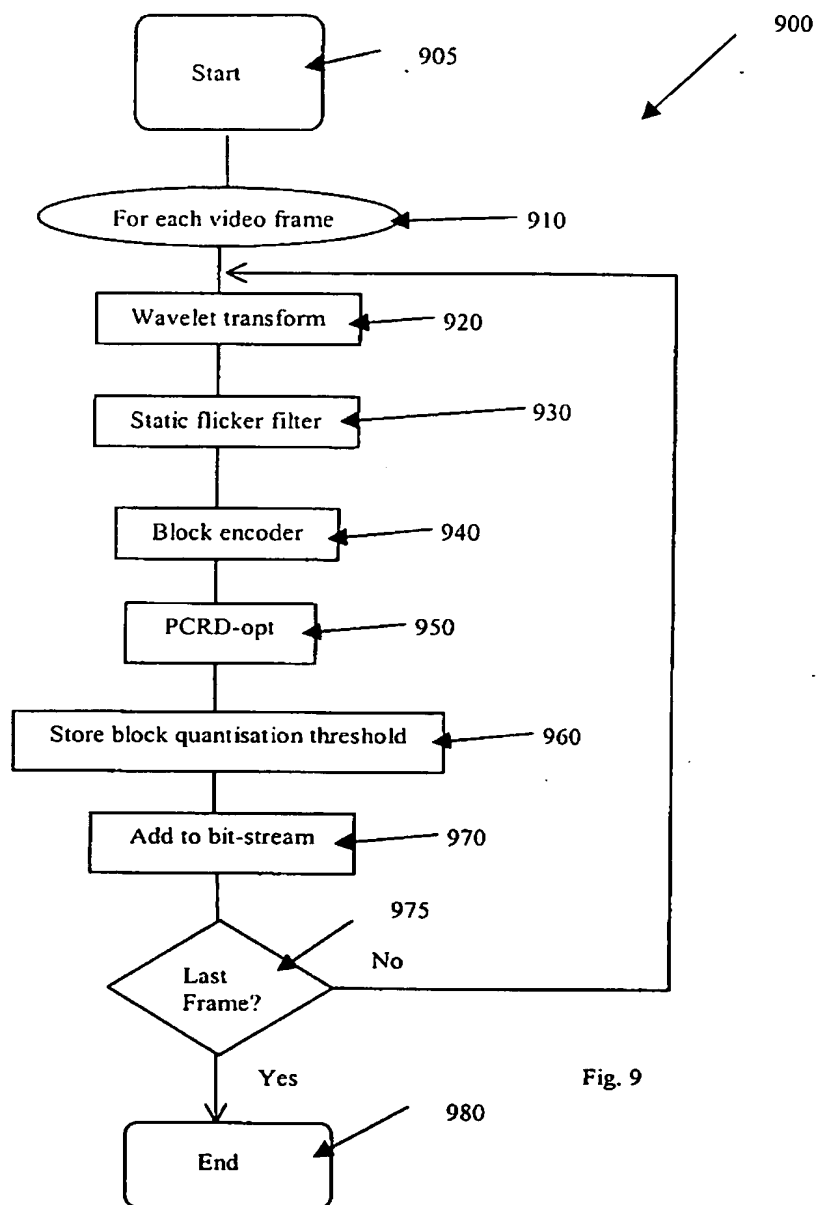 900
Start
905
For each video frame
910
Wavelet transform
920
Static flicker filter
930
Block encoder
940
PCRD-opt
950
Store block quantisation threshold
960
Add to bit-stream
970
975
Last
Frame?
No
Yes
Fig. 9
980
End